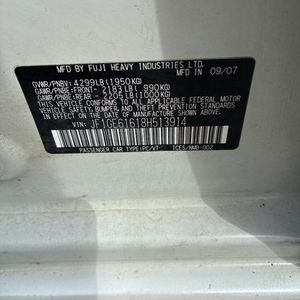 MFD. BY FUJI HEAVY INDUSTRIES LTD.
GVWR/PNBV: 4299LB (1950KG) MFD IN 09/07
GAWR/PNBE:FRONT- 2183LB ( 990KG)
GAWR/PNBE:REAR - 2205LB (1000KG)
THIS VEHICLE CONFORMS TO ALL APPLICABLE
FEDERAL MOTOR VEHICLE SAFETY, BUMPER,
AND THEFT PREVENTION STANDARDS IN EFFECT
ON THE DATE OF MANUFACTURE SHOWN ABOVE.
VIN: JF1GE61618H513914
PASSENGER CAR TYPE:PC/VT ICES/NMB-002